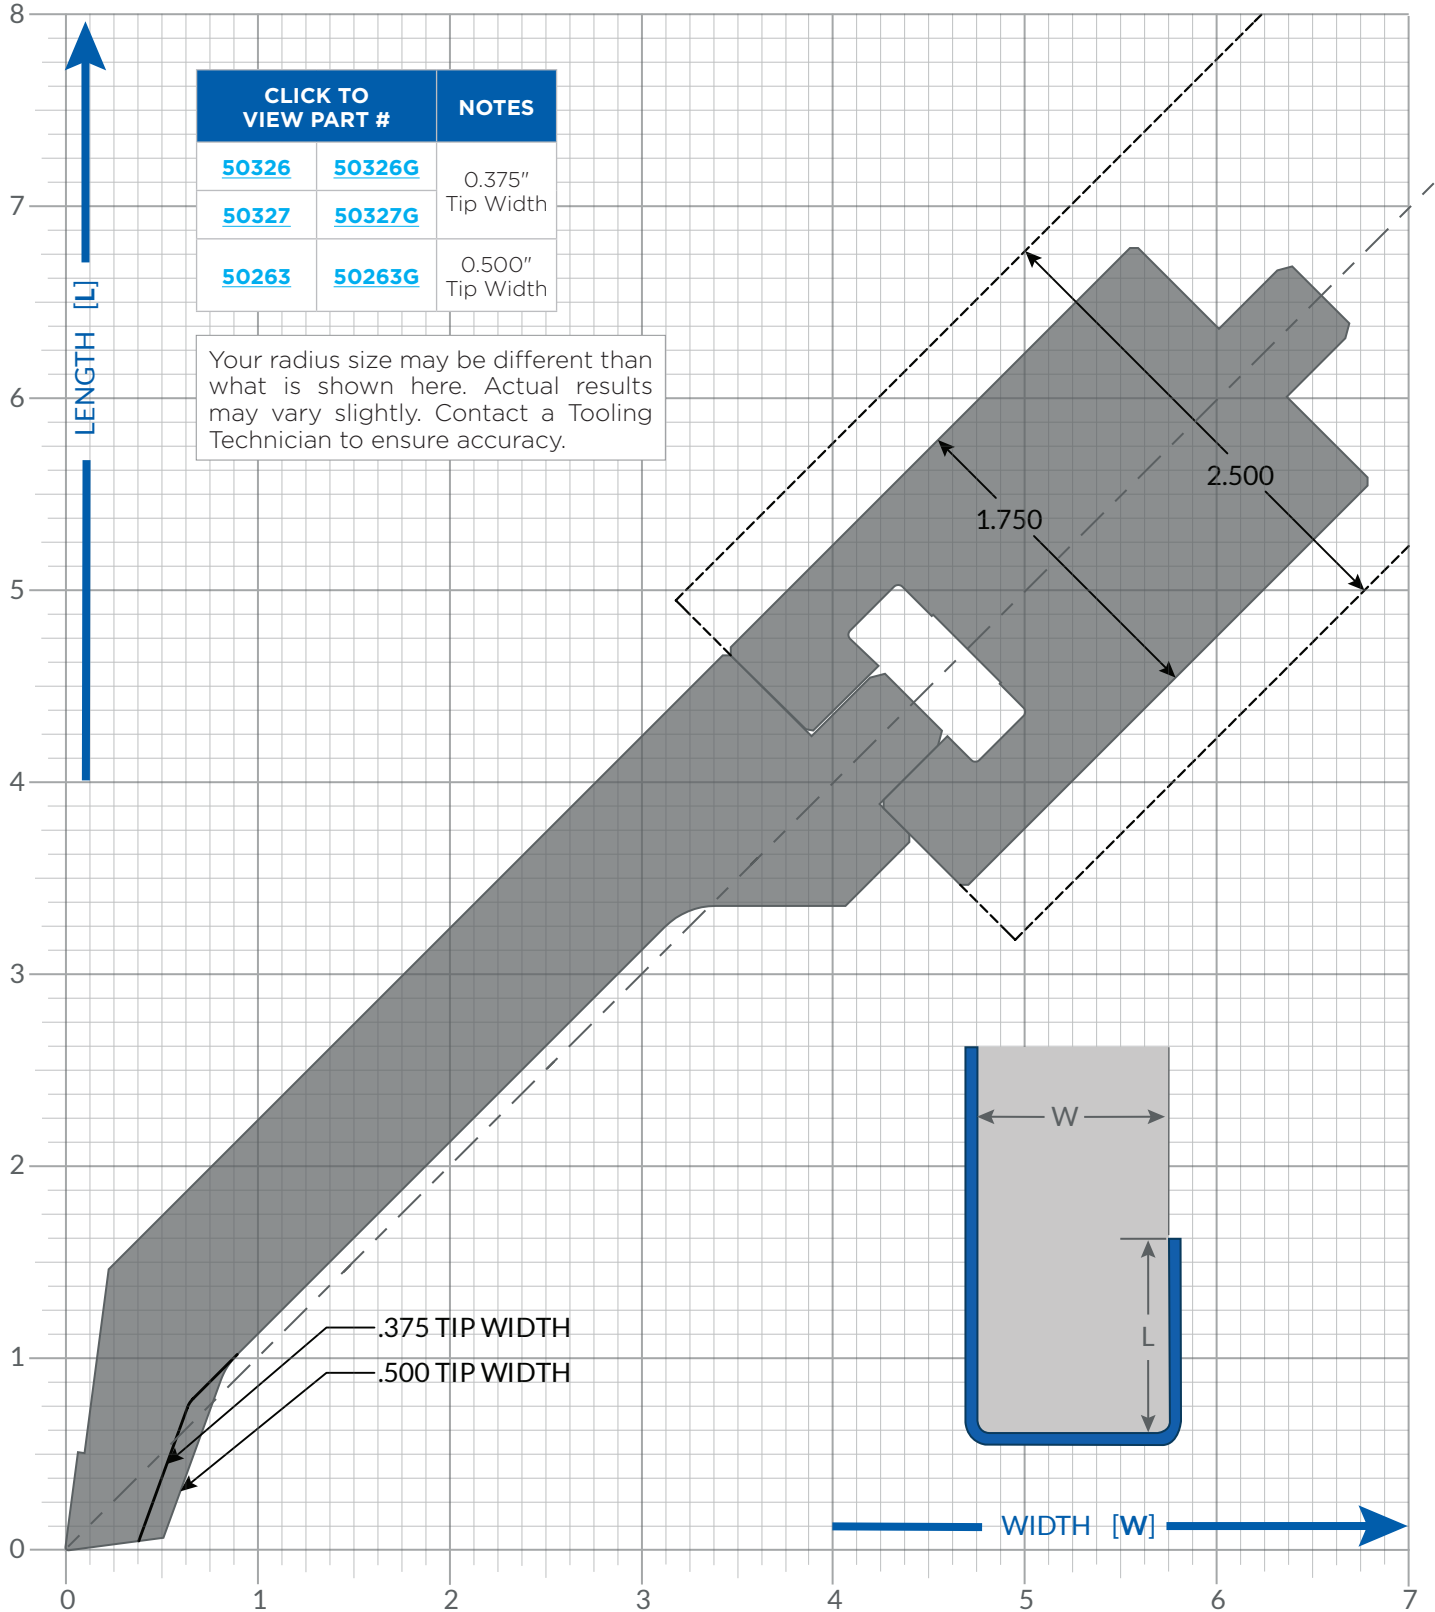 8
7
6
5
4
3
2
1
0
LENGTH [L]
CLICK TO
VIEW PART #
NOTES
50326 50326G
0.375"
Tip Width
50327 50327G
50263 50263G
0.500"
Tip Width
Your radius size may be different than
what is shown here. Actual results
may vary slightly. Contact a Tooling
Technician to ensure accuracy.
2.500
1.750
W
L
.375 TIP WIDTH
.500 TIP WIDTH
WIDTH [W]
0 1 2 3 4 5 6 7